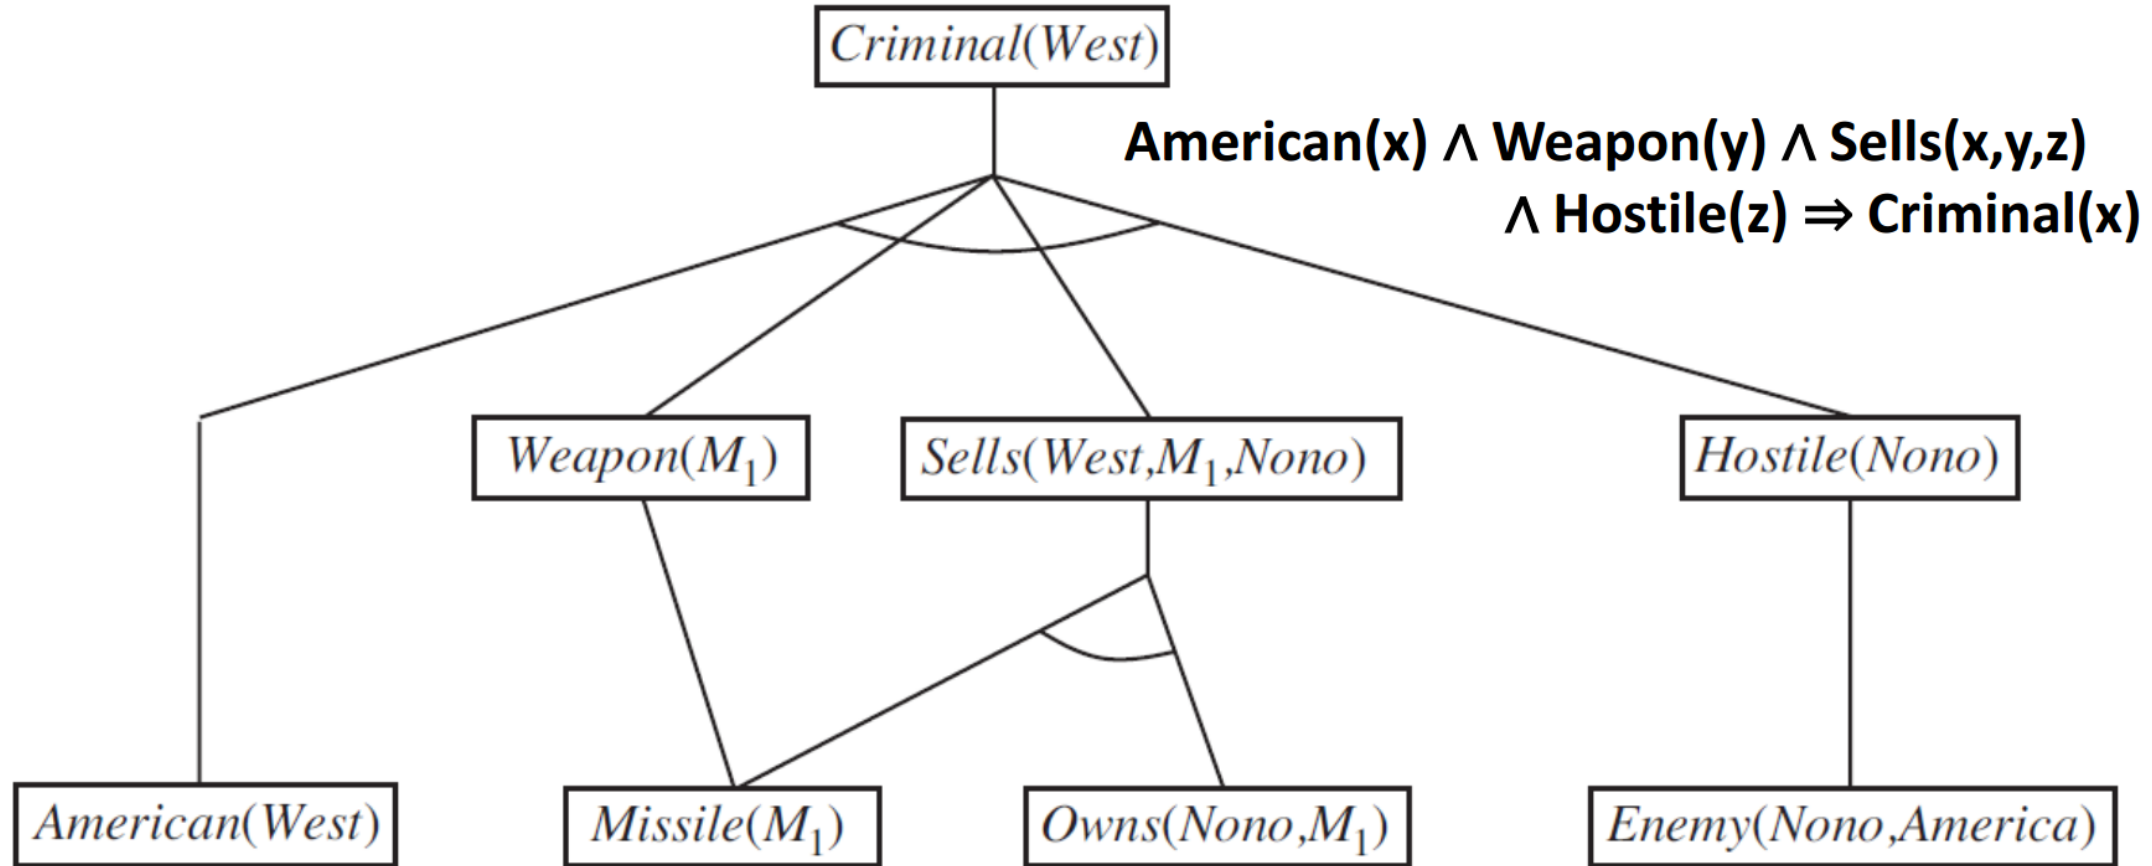 Criminal(West)
American(x) ∧ Weapon(y) ∧ Sells(x,y,z)
∧ Hostile(z) ⇒ Criminal(x)
Weapon(M₁)
Sells(West,M₁,Nono)
Hostile(Nono)
American(West)
Missile(M₁)
Owns(Nono,M₁)
Enemy(Nono,America)